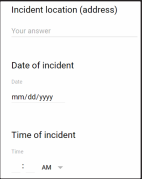 Incident location (address)
Your answer
Date of incident
Date
mm/dd/yyyy
Time of incident
Time
: AM